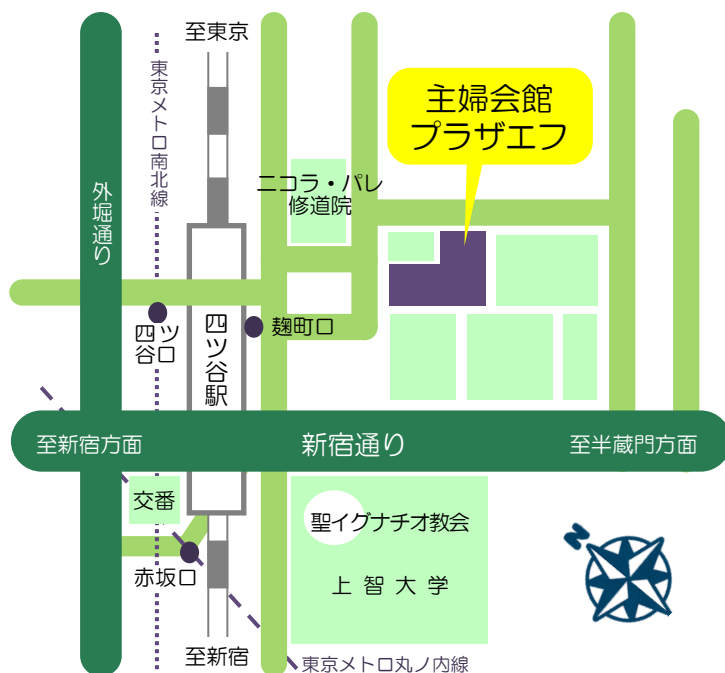 至東京
東京メトロ南北線
外堀通り
主婦会館
プラザエフ
ニコラ・バレ
修道院
四ツ
谷口
四ツ谷駅
麹町口
至新宿方面
新宿通り
至半蔵門方面
交番
聖イグナチオ教会
赤坂口
上智大学
至新宿
東京メトロ丸ノ内線
N